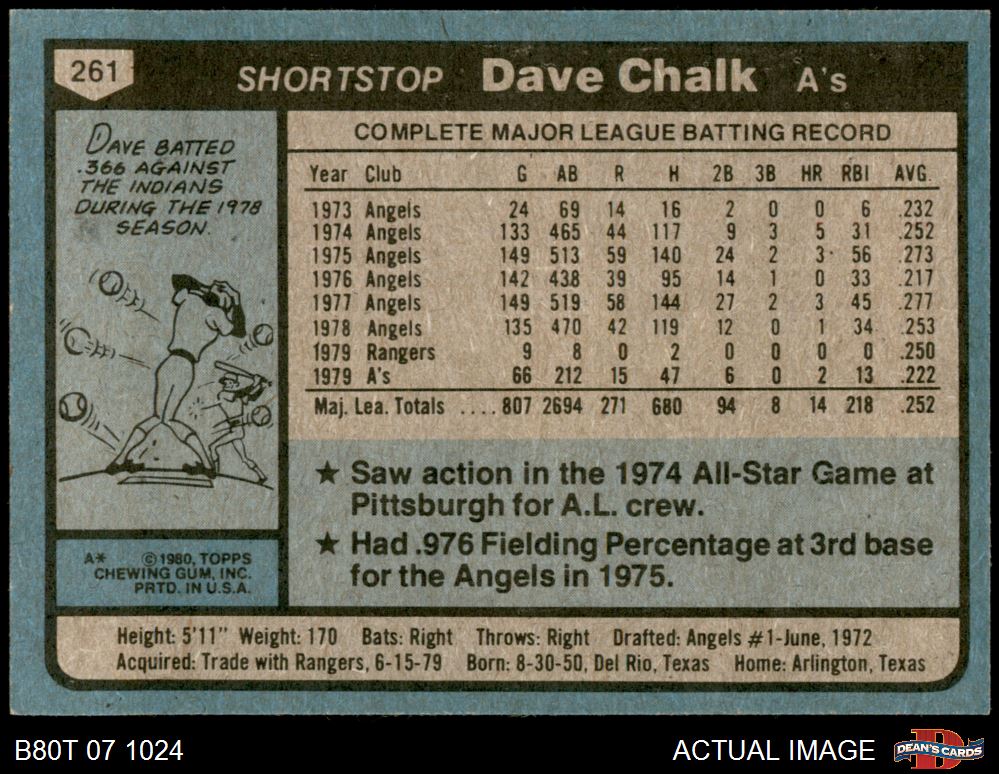 261
SHORTSTOP Dave Chalk A's
DAVE BATTED
.366 AGAINST
THE INDIANS
DURING THE 1978
SEASON.
COMPLETE MAJOR LEAGUE BATTING RECORD
Year Club G AB R H 2B 3B HR RBI AVG.
1973 Angels 24 69 14 16 2 0 0 6 .232
1974 Angels 133 465 44 117 9 3 5 31 .252
1975 Angels 149 513 59 140 24 2 3 56 .273
1976 Angels 142 438 39 95 14 1 0 33 .217
1977 Angels 149 519 58 144 27 2 3 45 .277
1978 Angels 135 470 42 119 12 0 1 34 .253
1979 Rangers 9 8 0 2 0 0 0 0 .250
1979 A's 66 212 15 47 6 0 2 13 .222
Maj. Lea. Totals .... 807 2694 271 680 94 8 14 218 .252
★ Saw action in the 1974 All-Star Game at
Pittsburgh for A.L. crew.
★ Had .976 Fielding Percentage at 3rd base
for the Angels in 1975.
A* © 1980, TOPPS
CHEWING GUM, INC.
PRTD. IN U.S.A.
Height: 5'11" Weight: 170 Bats: Right Throws: Right Drafted: Angels #1-June, 1972
Acquired: Trade with Rangers, 6-15-79 Born: 8-30-50, Del Rio, Texas Home: Arlington, Texas
B80T 07 1024
ACTUAL IMAGE
DEAN'S CARDS